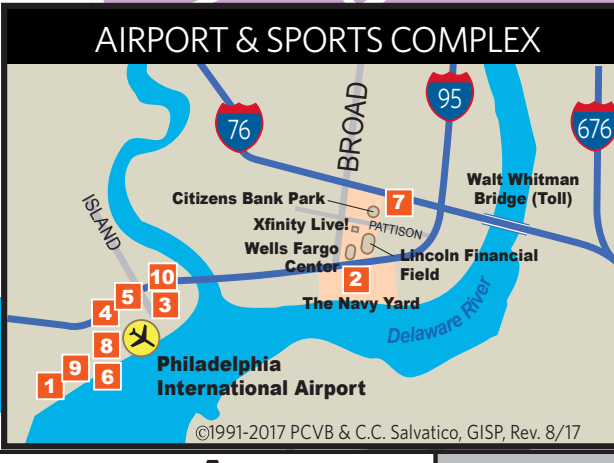 AIRPORT & SPORTS COMPLEX
76
BROAD
95
676
Citizens Bank Park
7
Walt Whitman
Bridge (Toll)
ISLAND
Xfinity Live!
PATTISON
Wells Fargo
Center
Lincoln Financial
Field
10
2
5
3
The Navy Yard
4
Delaware River
8
Philadelphia
International Airport
9
6
1
©1991-2017 PCVB & C.C. Salvatico, GISP, Rev. 8/17